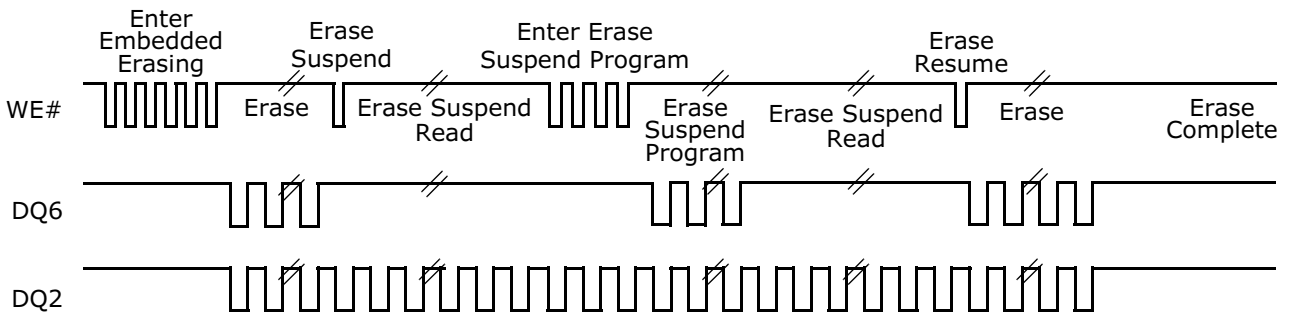 Enter
Embedded
Erasing
Erase
Suspend
Enter Erase
Suspend Program
Erase
Resume
WE#
Erase
Erase Suspend
Read
Erase
Suspend
Program
Erase Suspend
Read
Erase
Erase
Complete
DQ6
DQ2